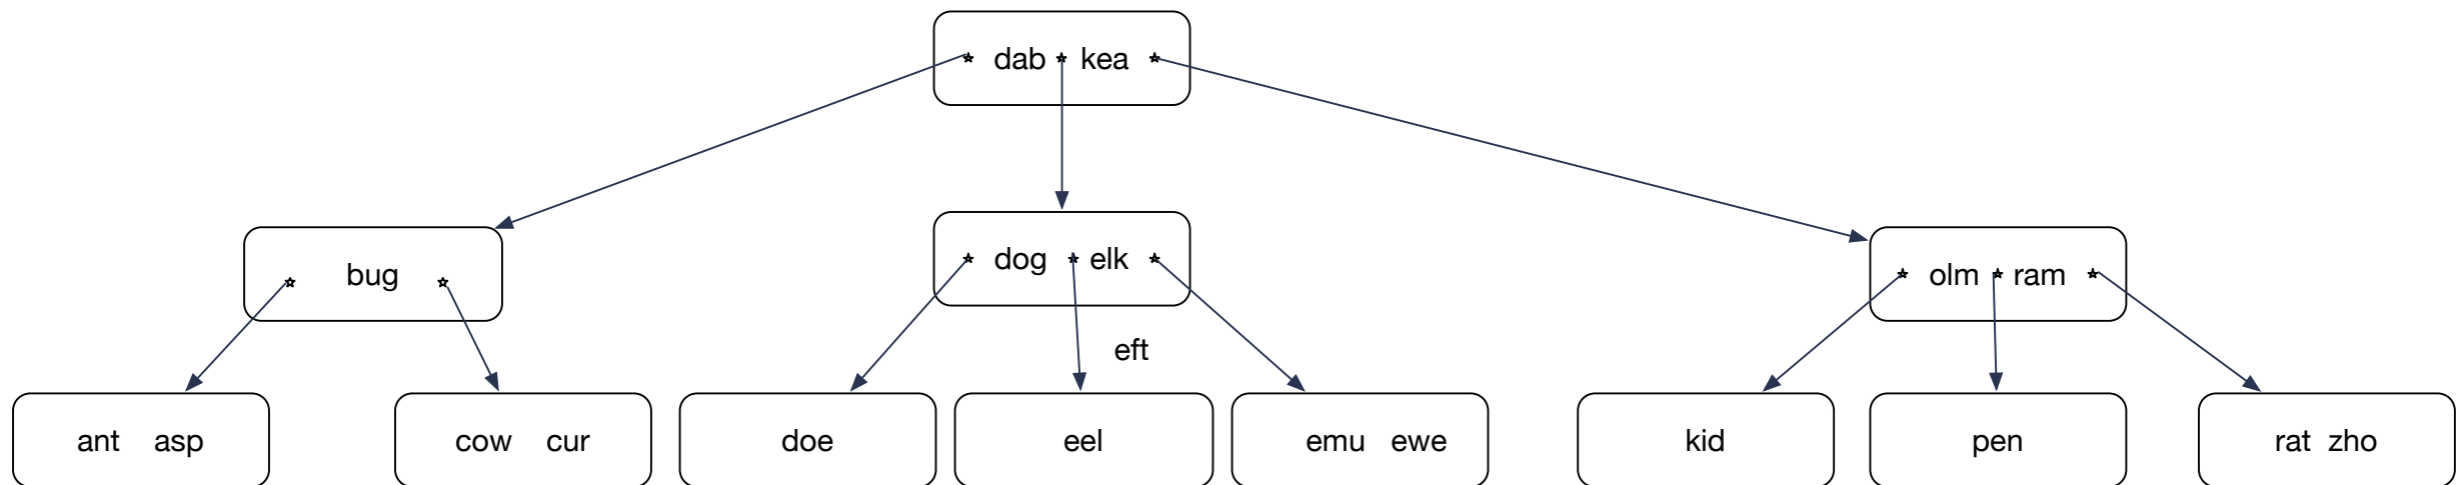 dab kea
bug
dog elk
olm ram
eft
ant asp
cow cur
doe
eel
emu ewe
kid
pen
rat zho